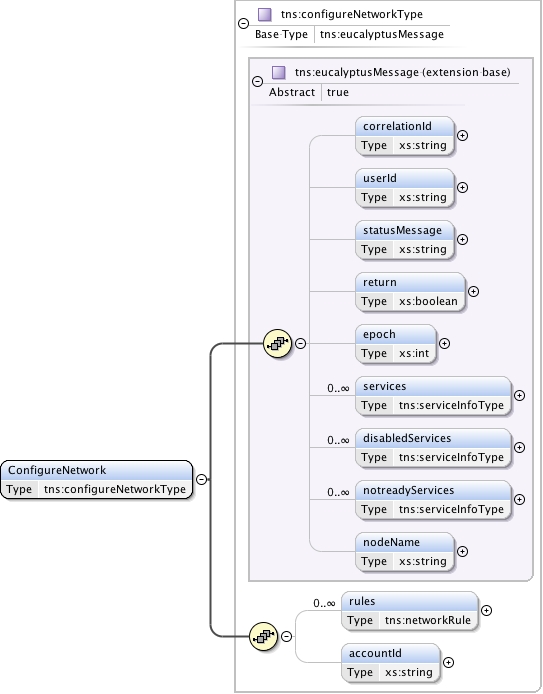 tns:configureNetworkType
Base Type tns:eucalyptusMessage
tns:eucalyptusMessage (extension base)
Abstract true
correlationId
Type xs:string
userId
Type xs:string
statusMessage
Type xs:string
return
Type xs:boolean
epoch
Type xs:int
0..∞ services
Type tns:serviceInfoType
0..∞ disabledServices
Type tns:serviceInfoType
0..∞ notreadyServices
Type tns:serviceInfoType
nodeName
Type xs:string
ConfigureNetwork
Type tns:configureNetworkType
0..∞ rules
Type tns:networkRule
accountId
Type xs:string